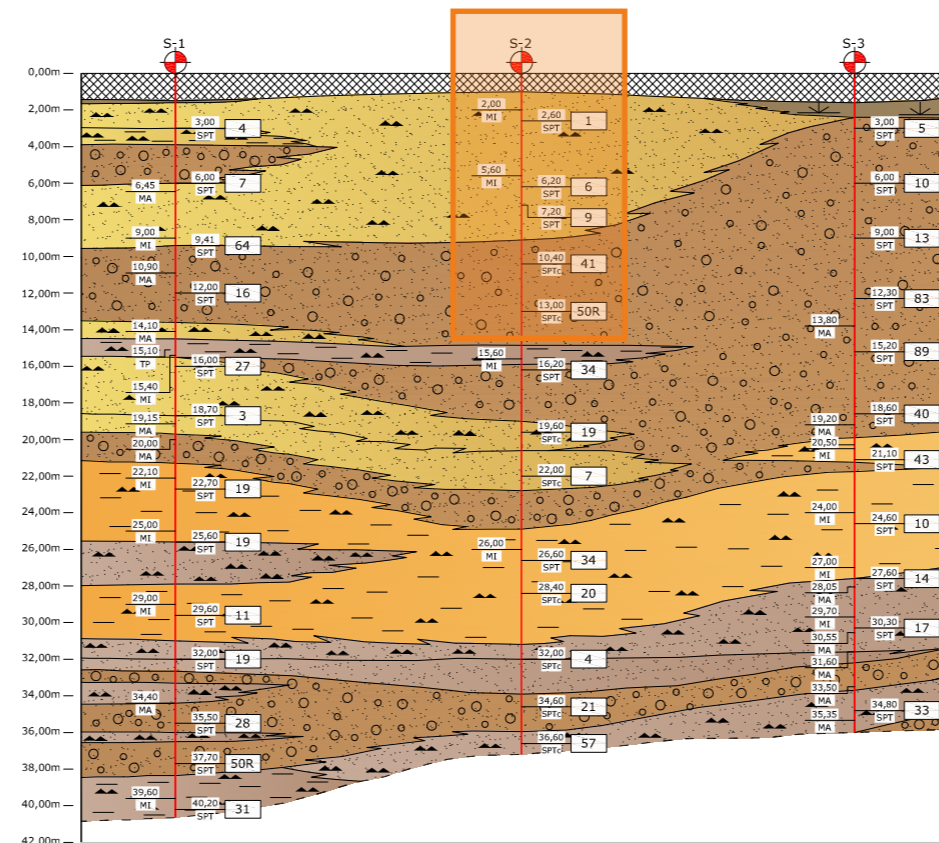 S-1
S-2
S-3
0,00m
2,00m
4,00m
6,00m
8,00m
10,00m
12,00m
14,00m
16,00m
18,00m
20,00m
22,00m
24,00m
26,00m
28,00m
30,00m
32,00m
34,00m
36,00m
38,00m
40,00m
42,00m
3,00
SPT
4
6,00
SPT
7
6,45
MA
9,00
MI
9,41
SPT
64
10,90
MA
12,00
SPT
16
14,10
MA
15,10
TP
16,00
SPT
27
15,40
MI
18,70
SPT
3
19,15
MA
20,00
MA
22,10
MI
22,70
SPT
19
25,00
MI
25,60
SPT
19
29,00
MI
29,60
SPT
11
32,00
SPT
19
34,40
MA
35,50
SPT
28
37,70
SPT
50R
39,60
MI
40,20
SPT
31
2,00
MI
2,60
SPT
1
5,60
MI
6,20
SPT
6
7,20
SPT
9
10,40
SPTc
41
13,00
SPTc
50R
15,60
MI
16,20
SPT
34
19,60
SPTc
19
22,00
SPTc
7
26,00
MI
26,60
SPT
34
28,40
SPTc
20
32,00
SPTc
4
34,60
SPTc
21
36,60
SPTc
57
3,00
SPT
5
6,00
SPT
10
9,00
SPT
13
12,30
SPT
83
13,80
MA
15,20
SPT
89
18,60
SPT
40
19,20
MA
20,50
MI
21,10
SPT
43
24,00
MI
24,60
SPT
10
27,00
MI
27,60
SPT
14
28,05
MA
29,70
MI
30,30
SPT
17
30,55
MA
31,60
MA
33,50
MA
34,80
SPT
33
35,35
MA